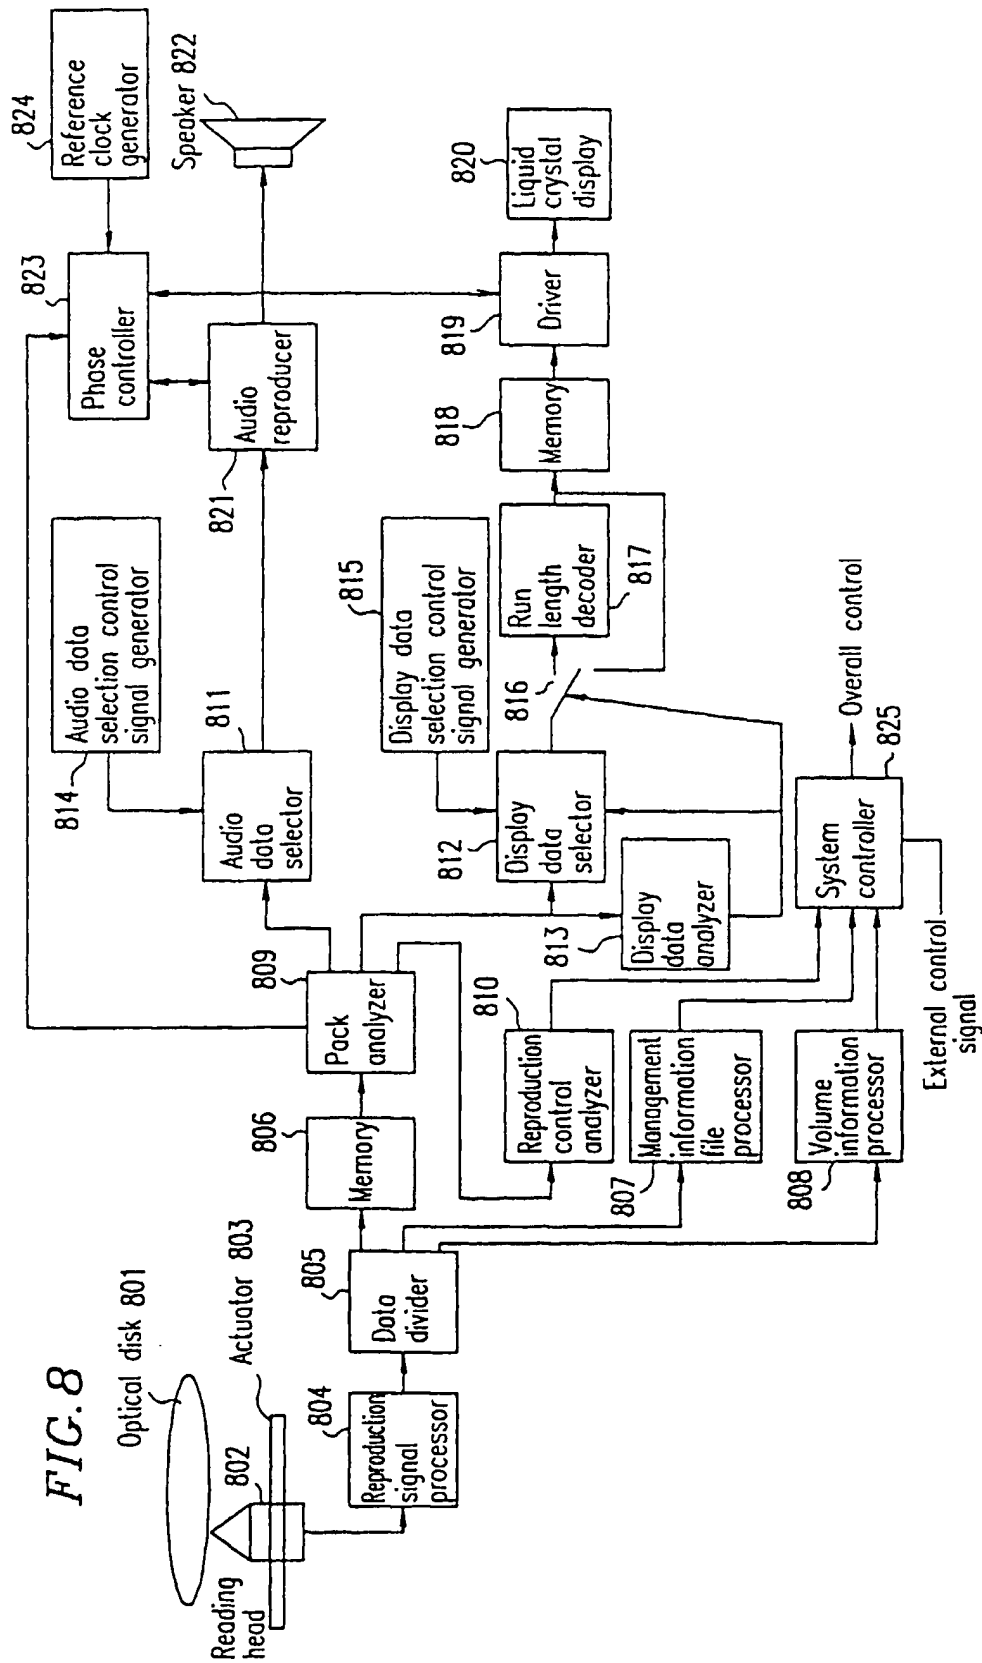 FIG. 8
Optical disk 801
802
Reading
head
Actuator 803
804
Reproduction
signal
processor
805
Data
divider
806
Memory
809
Pack
analyzer
810
Reproduction
control
analyzer
807
Management
information
file
processor
808
Volume
information
processor
814
Audio data
selection control
signal generator
811
Audio
data
selector
815
Display data
selection control
signal generator
812
Display
data
selector
813
Display
data
analyzer
816
Run
length
decoder
817
818
Memory
819
Driver
820
Liquid
crystal
display
821
Audio
reproducer
Speaker 822
823
Phase
controller
824
Reference
clock
generator
System
controller
825
Overall control
External control
signal